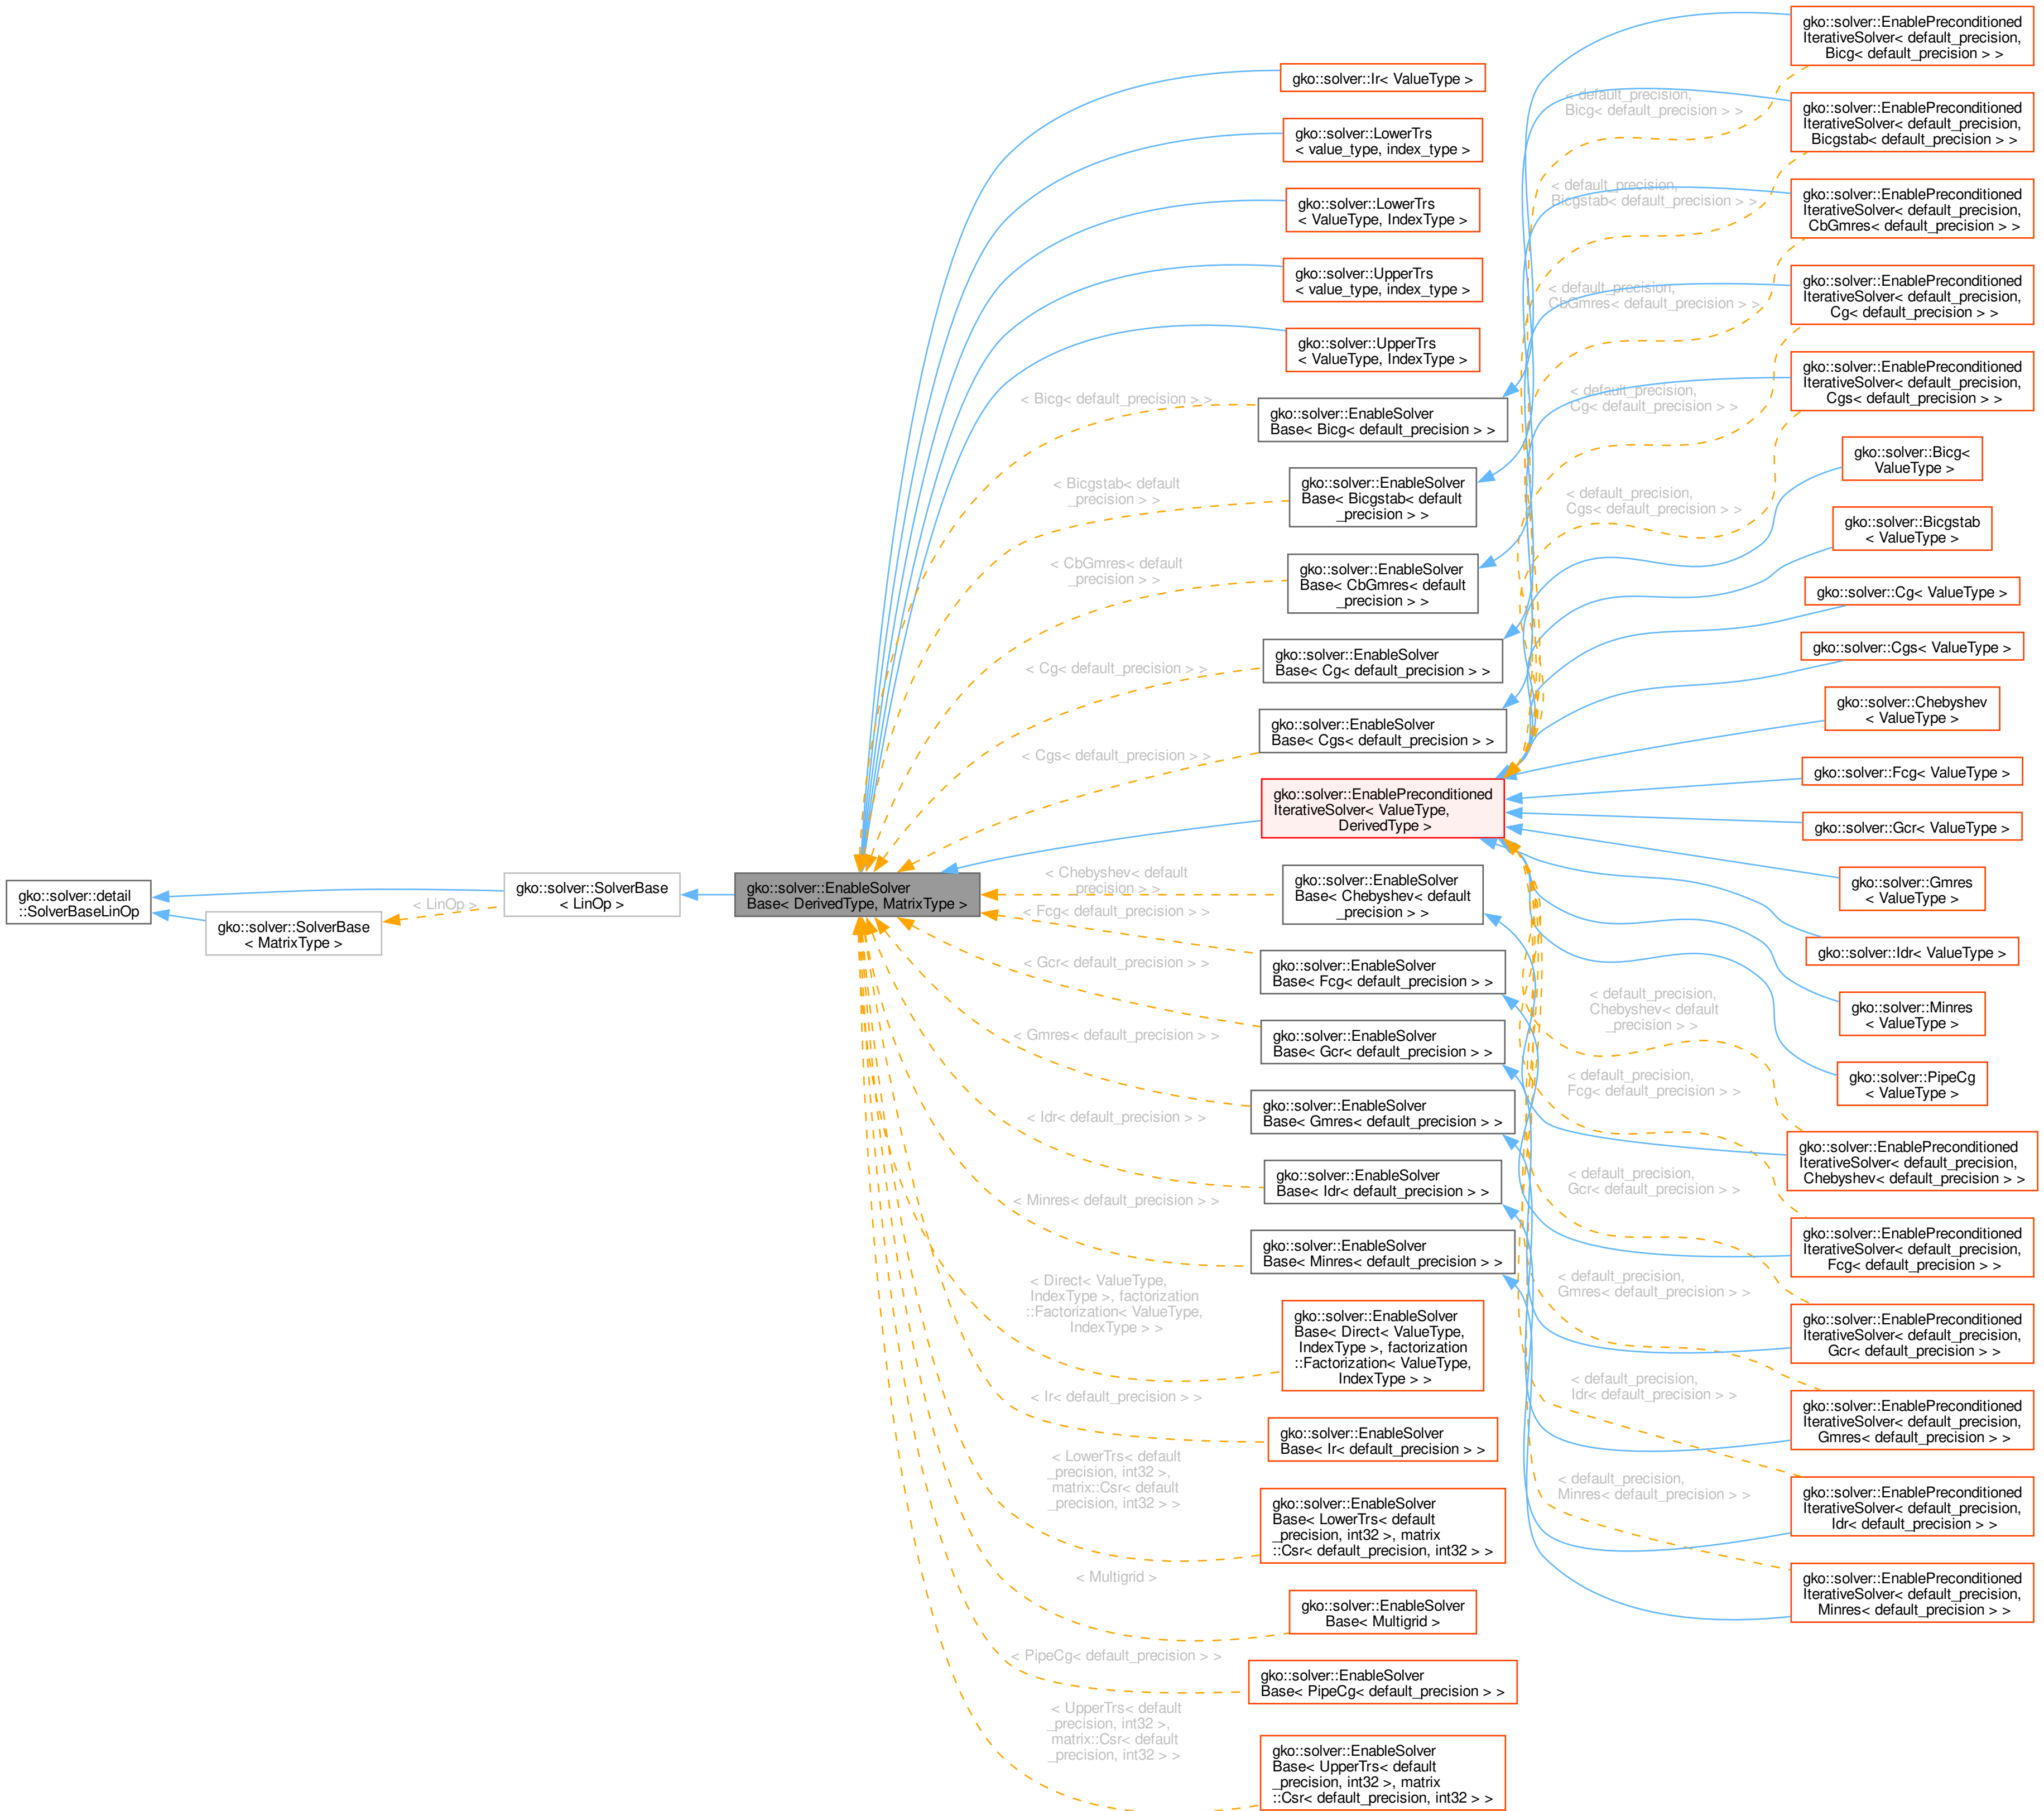 gko::solver::detail
::SolverBaseLinOp
gko::solver::SolverBase
< MatrixType >
< LinOp >
gko::solver::SolverBase
< LinOp >
gko::solver::EnableSolver
Base< DerivedType, MatrixType >
< Bicg< default_precision > >
< Bicgstab< default
_precision > >
< CbGmres< default
_precision > >
< Cg< default_precision > >
< Cgs< default_precision > >
< Chebyshev< default
_precision > >
< Fcg< default_precision > >
< Gcr< default_precision > >
< Gmres< default_precision > >
< Idr< default_precision > >
< Minres< default_precision > >
< Direct< ValueType,
IndexType >, factorization
::Factorization< ValueType,
IndexType > >
< Ir< default_precision > >
< LowerTrs< default
_precision, int32 >,
matrix::Csr< default
_precision, int32 > >
< Multigrid >
< PipeCg< default_precision > >
< UpperTrs< default
_precision, int32 >,
matrix::Csr< default
_precision, int32 > >
gko::solver::Ir< ValueType >
gko::solver::LowerTrs
< value_type, index_type >
gko::solver::LowerTrs
< ValueType, IndexType >
gko::solver::UpperTrs
< value_type, index_type >
gko::solver::UpperTrs
< ValueType, IndexType >
gko::solver::EnableSolver
Base< Bicg< default_precision > >
gko::solver::EnableSolver
Base< Bicgstab< default
_precision > >
gko::solver::EnableSolver
Base< CbGmres< default
_precision > >
gko::solver::EnableSolver
Base< Cg< default_precision > >
gko::solver::EnableSolver
Base< Cgs< default_precision > >
gko::solver::EnablePreconditioned
IterativeSolver< ValueType,
DerivedType >
gko::solver::EnableSolver
Base< Chebyshev< default
_precision > >
gko::solver::EnableSolver
Base< Fcg< default_precision > >
gko::solver::EnableSolver
Base< Gcr< default_precision > >
gko::solver::EnableSolver
Base< Gmres< default_precision > >
gko::solver::EnableSolver
Base< Idr< default_precision > >
gko::solver::EnableSolver
Base< Minres< default_precision > >
gko::solver::EnableSolver
Base< Direct< ValueType,
IndexType >, factorization
::Factorization< ValueType,
IndexType > >
gko::solver::EnableSolver
Base< Ir< default_precision > >
gko::solver::EnableSolver
Base< LowerTrs< default
_precision, int32 >, matrix
::Csr< default_precision, int32 > >
gko::solver::EnableSolver
Base< Multigrid >
gko::solver::EnableSolver
Base< PipeCg< default_precision > >
gko::solver::EnableSolver
Base< UpperTrs< default
_precision, int32 >, matrix
::Csr< default_precision, int32 > >
< default_precision,
Bicg< default_precision > >
< default_precision,
Bicgstab< default_precision > >
< default_precision,
CbGmres< default_precision > >
< default_precision,
Cg< default_precision > >
< default_precision,
Cgs< default_precision > >
< default_precision,
Chebyshev< default
_precision > >
< default_precision,
Fcg< default_precision > >
< default_precision,
Gcr< default_precision > >
< default_precision,
Gmres< default_precision > >
< default_precision,
Idr< default_precision > >
< default_precision,
Minres< default_precision > >
gko::solver::EnablePreconditioned
IterativeSolver< default_precision,
Bicg< default_precision > >
gko::solver::EnablePreconditioned
IterativeSolver< default_precision,
Bicgstab< default_precision > >
gko::solver::EnablePreconditioned
IterativeSolver< default_precision,
CbGmres< default_precision > >
gko::solver::EnablePreconditioned
IterativeSolver< default_precision,
Cg< default_precision > >
gko::solver::EnablePreconditioned
IterativeSolver< default_precision,
Cgs< default_precision > >
gko::solver::Bicg<
ValueType >
gko::solver::Bicgstab
< ValueType >
gko::solver::Cg< ValueType >
gko::solver::Cgs< ValueType >
gko::solver::Chebyshev
< ValueType >
gko::solver::Fcg< ValueType >
gko::solver::Gcr< ValueType >
gko::solver::Gmres
< ValueType >
gko::solver::Idr< ValueType >
gko::solver::Minres
< ValueType >
gko::solver::PipeCg
< ValueType >
gko::solver::EnablePreconditioned
IterativeSolver< default_precision,
Chebyshev< default_precision > >
gko::solver::EnablePreconditioned
IterativeSolver< default_precision,
Fcg< default_precision > >
gko::solver::EnablePreconditioned
IterativeSolver< default_precision,
Gcr< default_precision > >
gko::solver::EnablePreconditioned
IterativeSolver< default_precision,
Gmres< default_precision > >
gko::solver::EnablePreconditioned
IterativeSolver< default_precision,
Idr< default_precision > >
gko::solver::EnablePreconditioned
IterativeSolver< default_precision,
Minres< default_precision > >